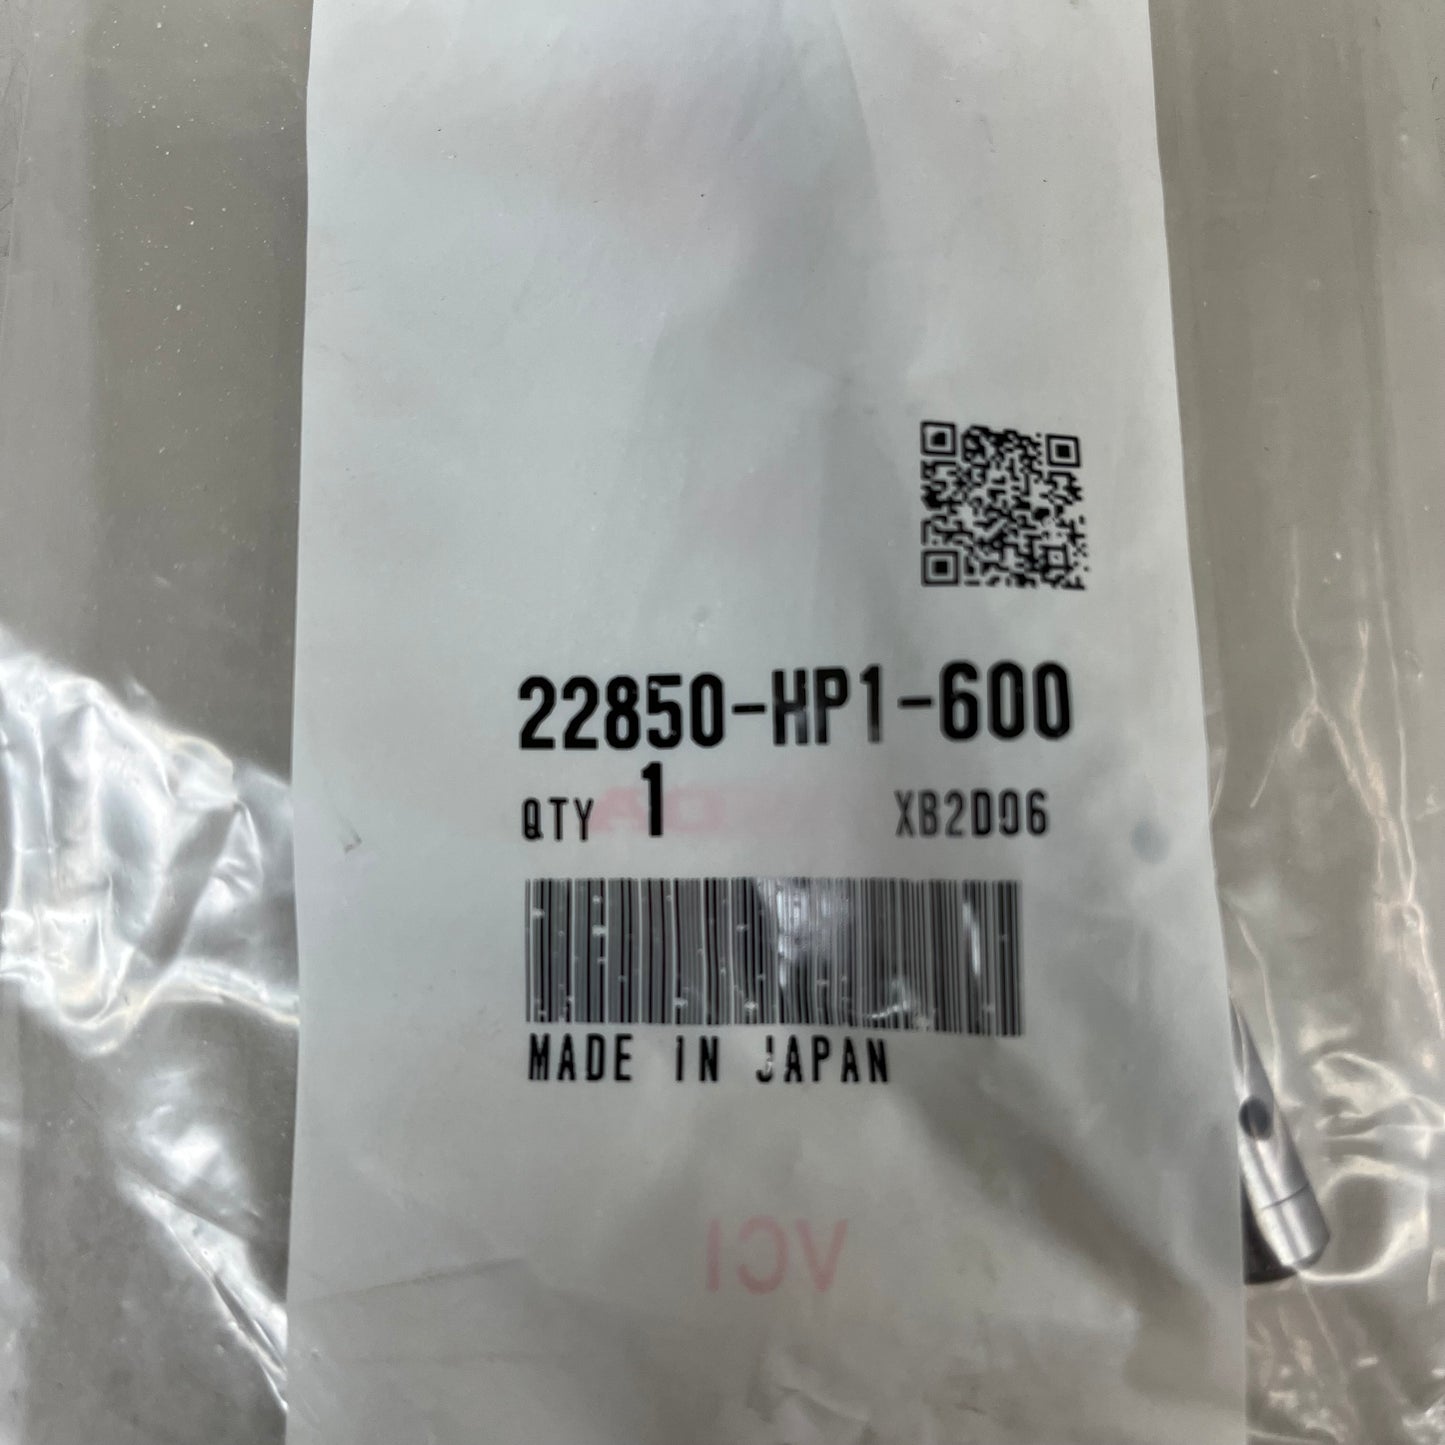 22850-HP1-600
QTY 1 XB2D06
MADE IN JAPAN
VCI